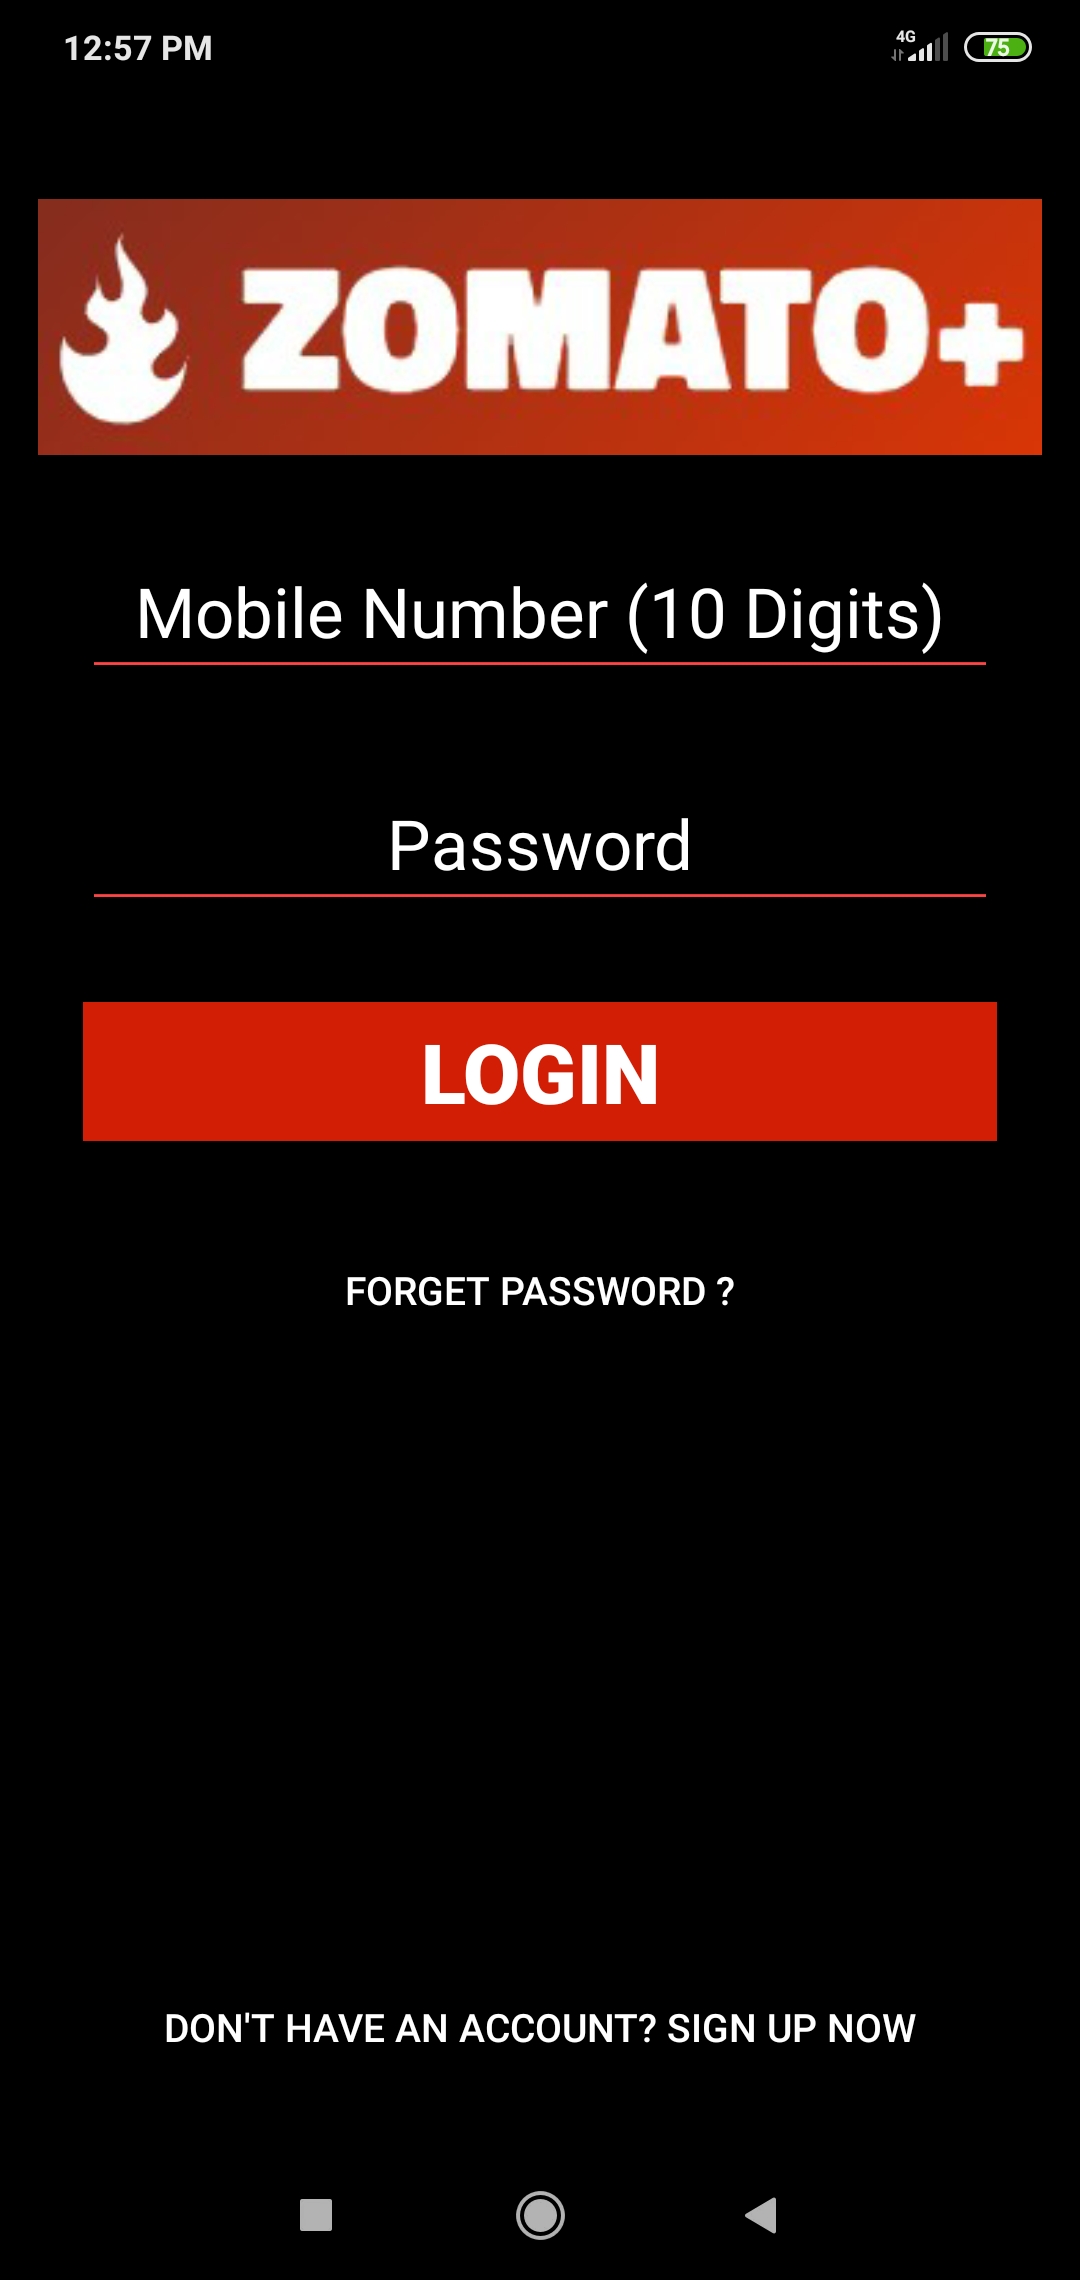 12:57 PM
4G
75
ZOMATO+
Mobile Number (10 Digits)
Password
LOGIN
FORGET PASSWORD ?
DON'T HAVE AN ACCOUNT? SIGN UP NOW